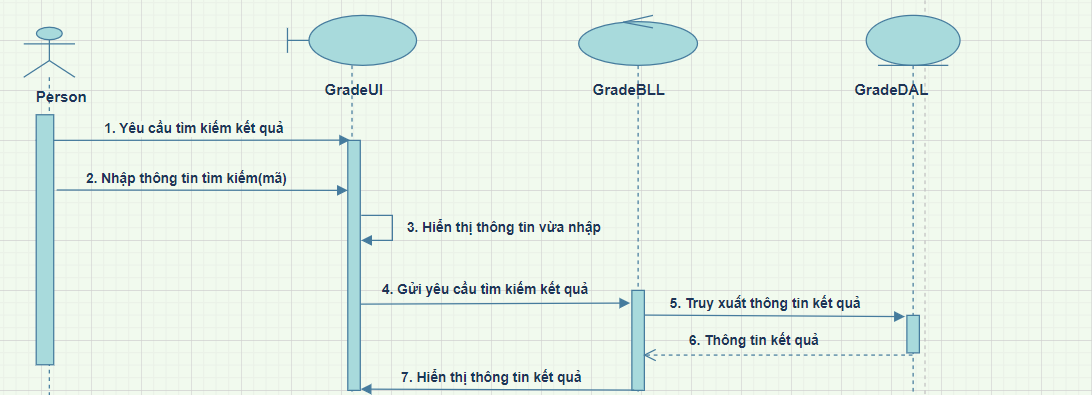 Person
GradeUI
GradeBLL
GradeDAL
1. Yêu cầu tìm kiếm kết quả
2. Nhập thông tin tìm kiếm(mã)
3. Hiển thị thông tin vừa nhập
4. Gửi yêu cầu tìm kiếm kết quả
5. Truy xuất thông tin kết quả
6. Thông tin kết quả
7. Hiển thị thông tin kết quả